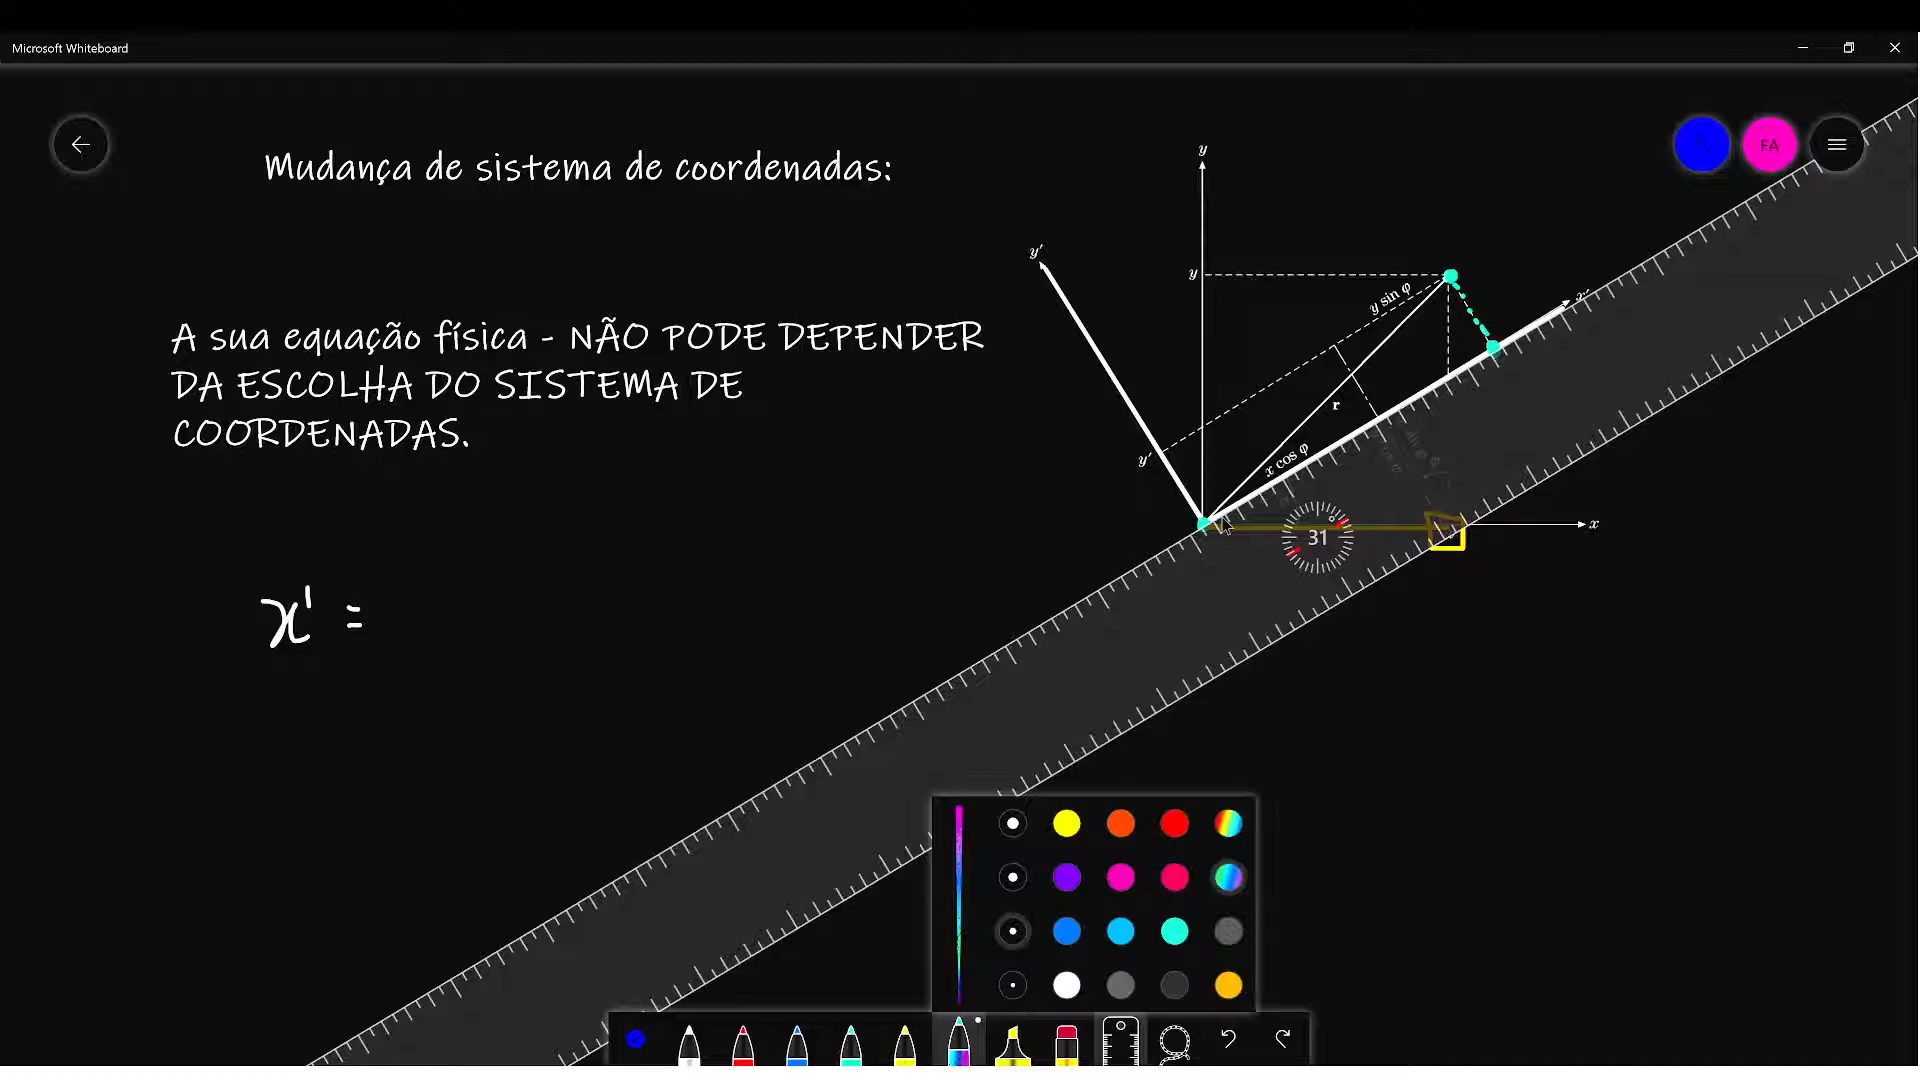 Microsoft Whiteboard
FA
Mudança de sistema de coordenadas:
y
y'
y
y sin φ
x'
A sua equação física - NÃO PODE DEPENDER
DA ESCOLHA DO SISTEMA DE
COORDENADAS.
r
y'
x cos φ
x
31
x' =